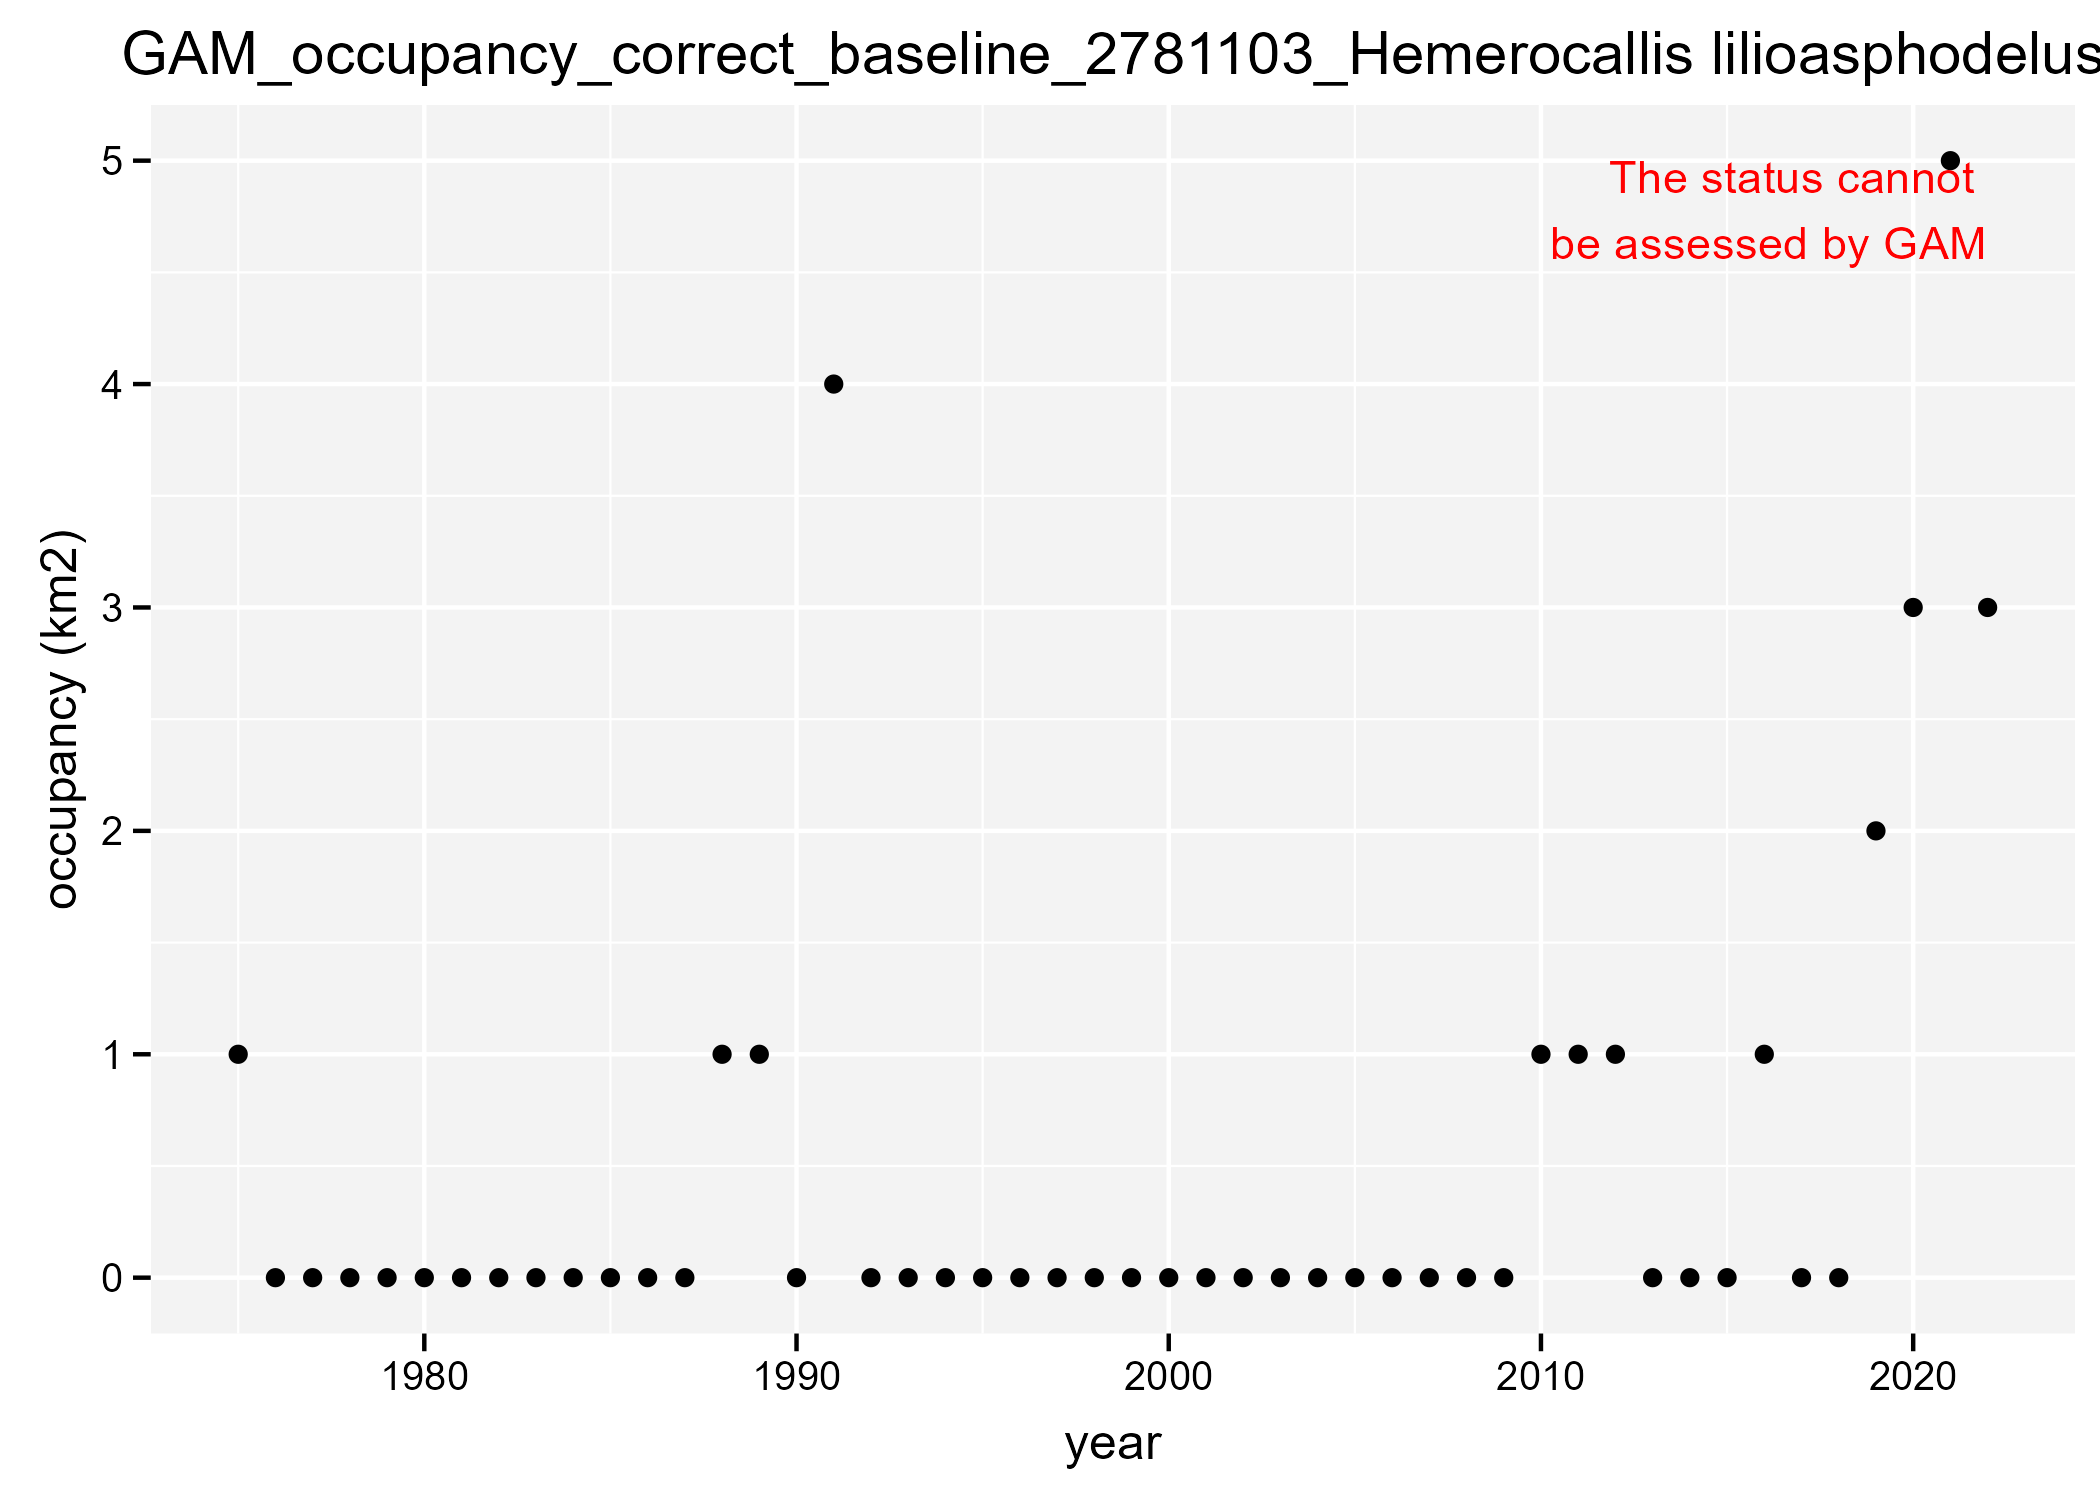 GAM_occupancy_correct_baseline_2781103_Hemerocallis lilioasphodelus
The status cannot
be assessed by GAM
occupancy (km2)
5
4
3
2
1
0
1980 1990 2000 2010 2020
year